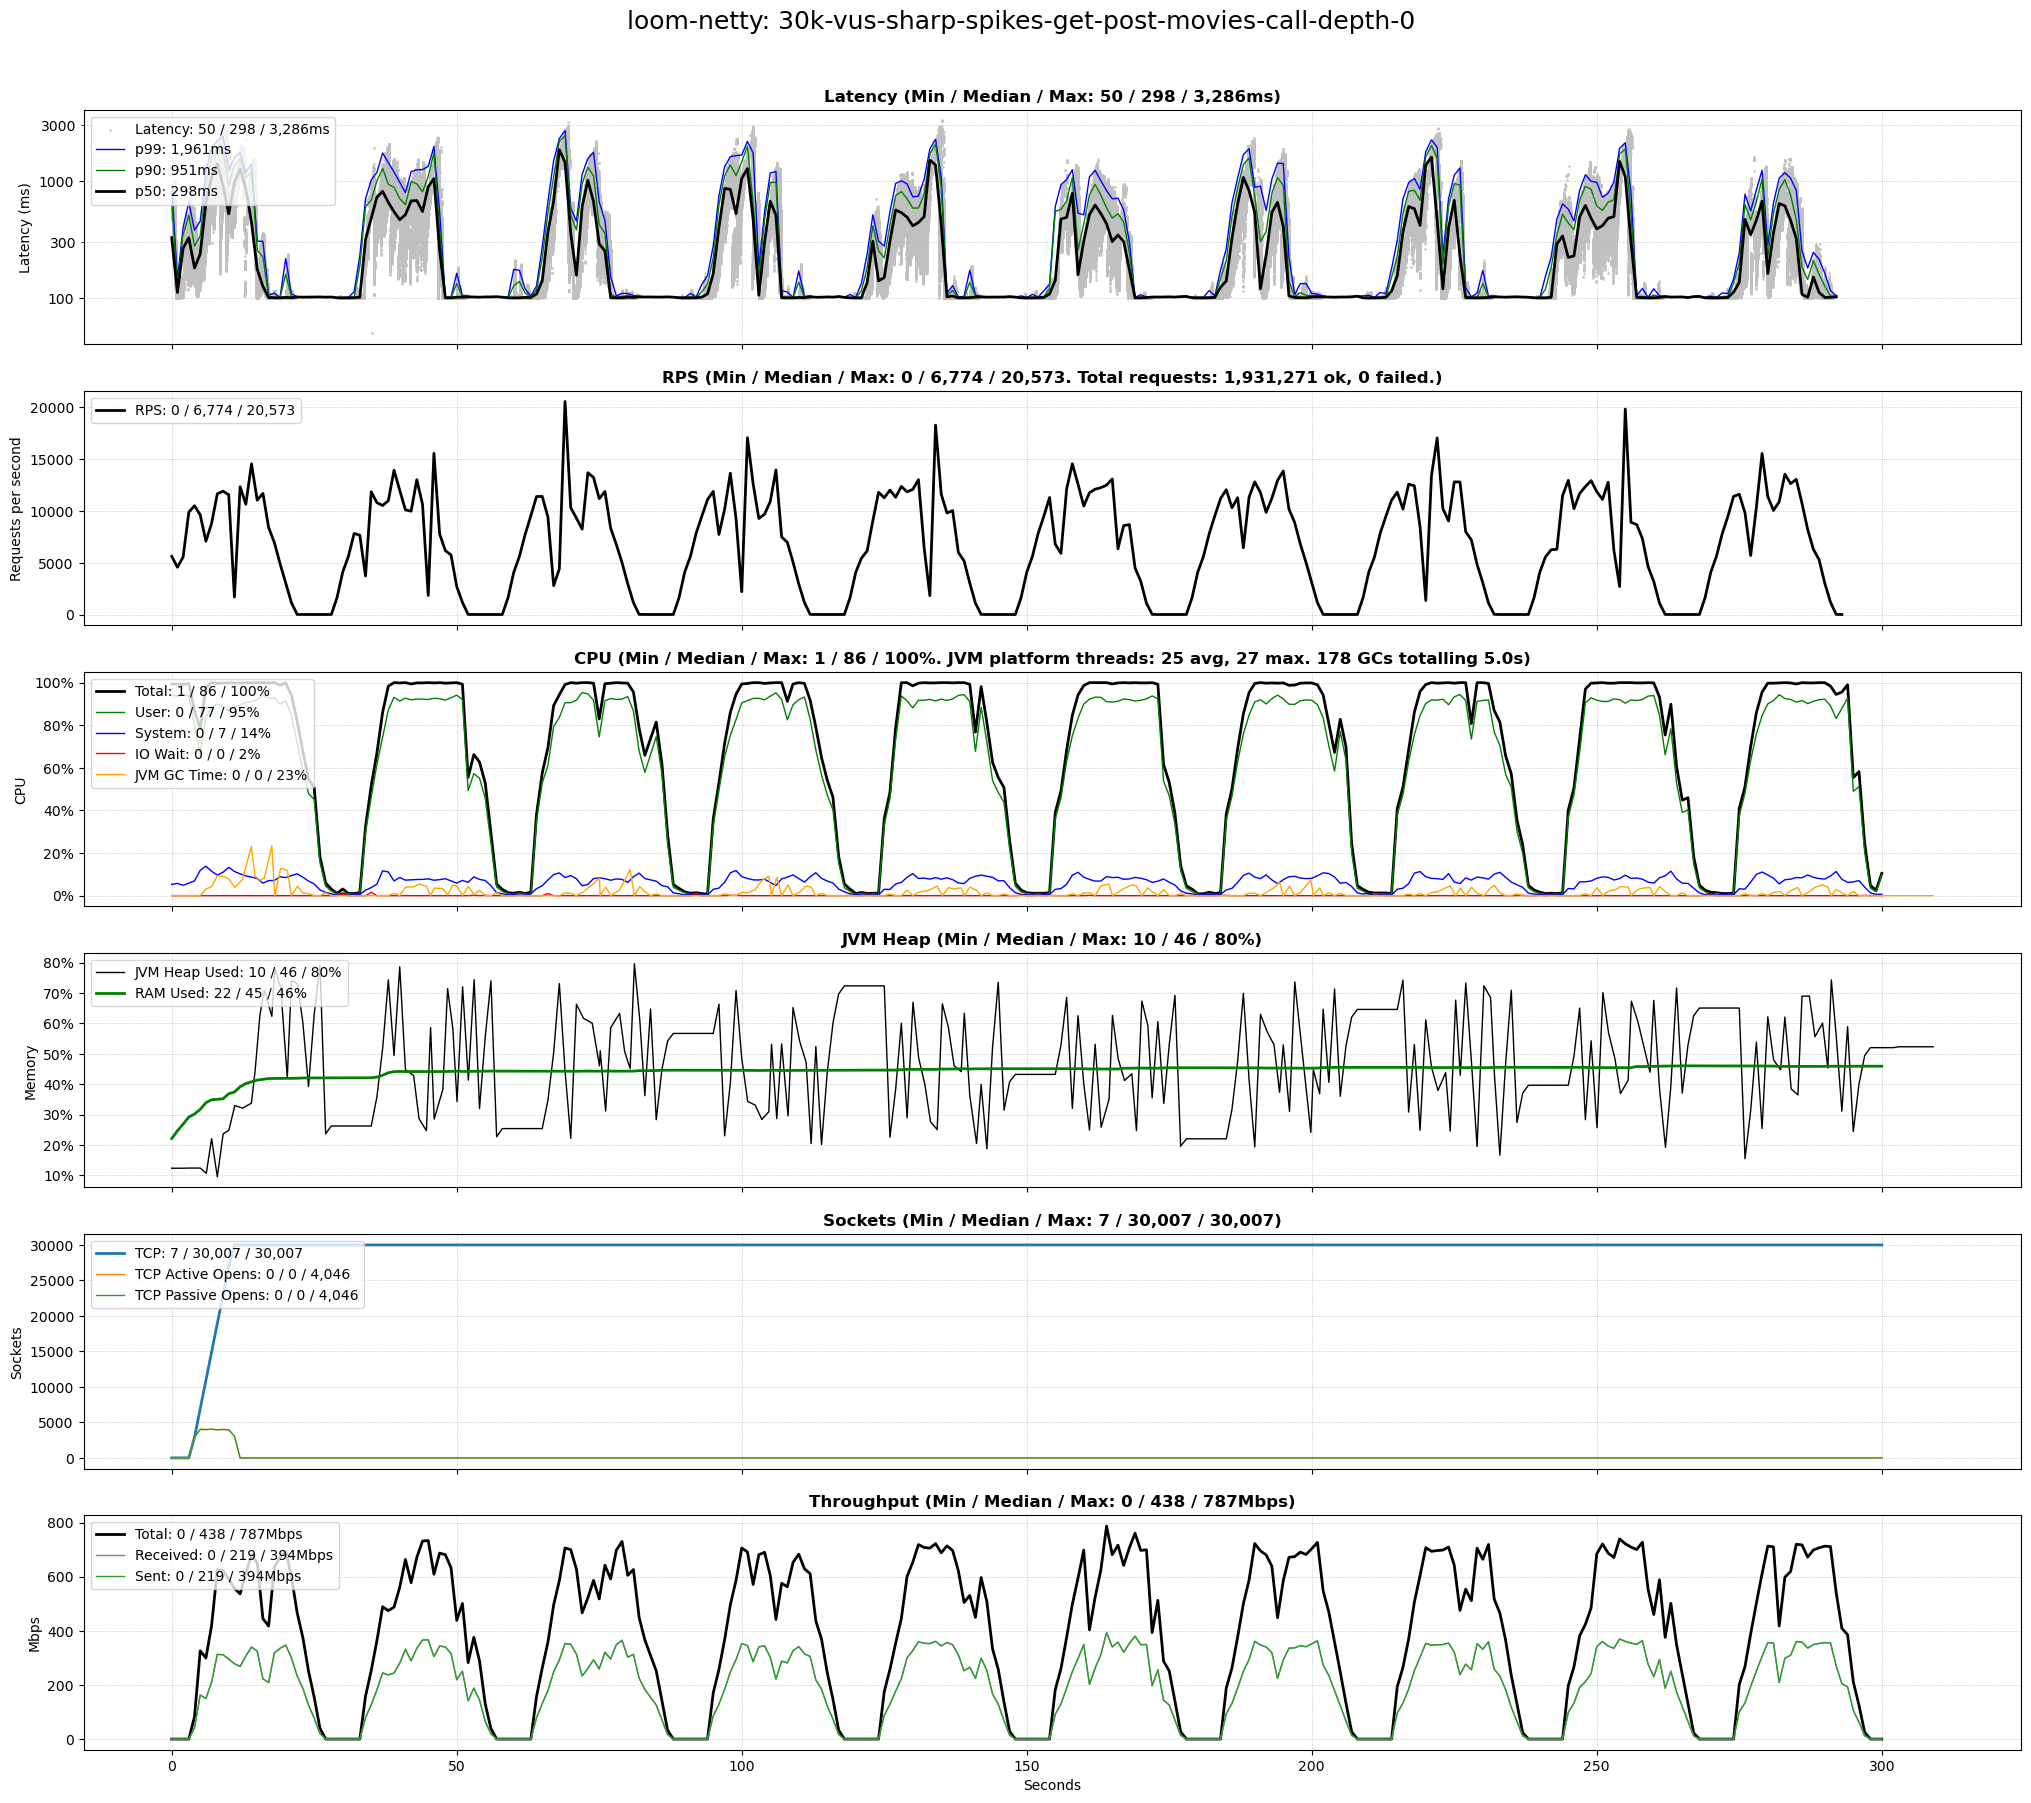 loom-netty: 30k-vus-sharp-spikes-get-post-movies-call-depth-0
Latency (Min / Median / Max: 50 / 298 / 3,286ms)
Latency (ms)
3000
1000
300
100
Latency: 50 / 298 / 3,286ms
p99: 1,961ms
p90: 951ms
p50: 298ms
RPS (Min / Median / Max: 0 / 6,774 / 20,573. Total requests: 1,931,271 ok, 0 failed.)
Requests per second
20000
15000
10000
5000
0
RPS: 0 / 6,774 / 20,573
CPU (Min / Median / Max: 1 / 86 / 100%. JVM platform threads: 25 avg, 27 max. 178 GCs totalling 5.0s)
CPU
100%
80%
60%
40%
20%
0%
Total: 1 / 86 / 100%
User: 0 / 77 / 95%
System: 0 / 7 / 14%
IO Wait: 0 / 0 / 2%
JVM GC Time: 0 / 0 / 23%
JVM Heap (Min / Median / Max: 10 / 46 / 80%)
Memory
80%
70%
60%
50%
40%
30%
20%
10%
JVM Heap Used: 10 / 46 / 80%
RAM Used: 22 / 45 / 46%
Sockets (Min / Median / Max: 7 / 30,007 / 30,007)
Sockets
30000
25000
20000
15000
10000
5000
0
TCP: 7 / 30,007 / 30,007
TCP Active Opens: 0 / 0 / 4,046
TCP Passive Opens: 0 / 0 / 4,046
Throughput (Min / Median / Max: 0 / 438 / 787Mbps)
Mbps
800
600
400
200
0
Total: 0 / 438 / 787Mbps
Received: 0 / 219 / 394Mbps
Sent: 0 / 219 / 394Mbps
0 50 100 150 200 250 300
Seconds